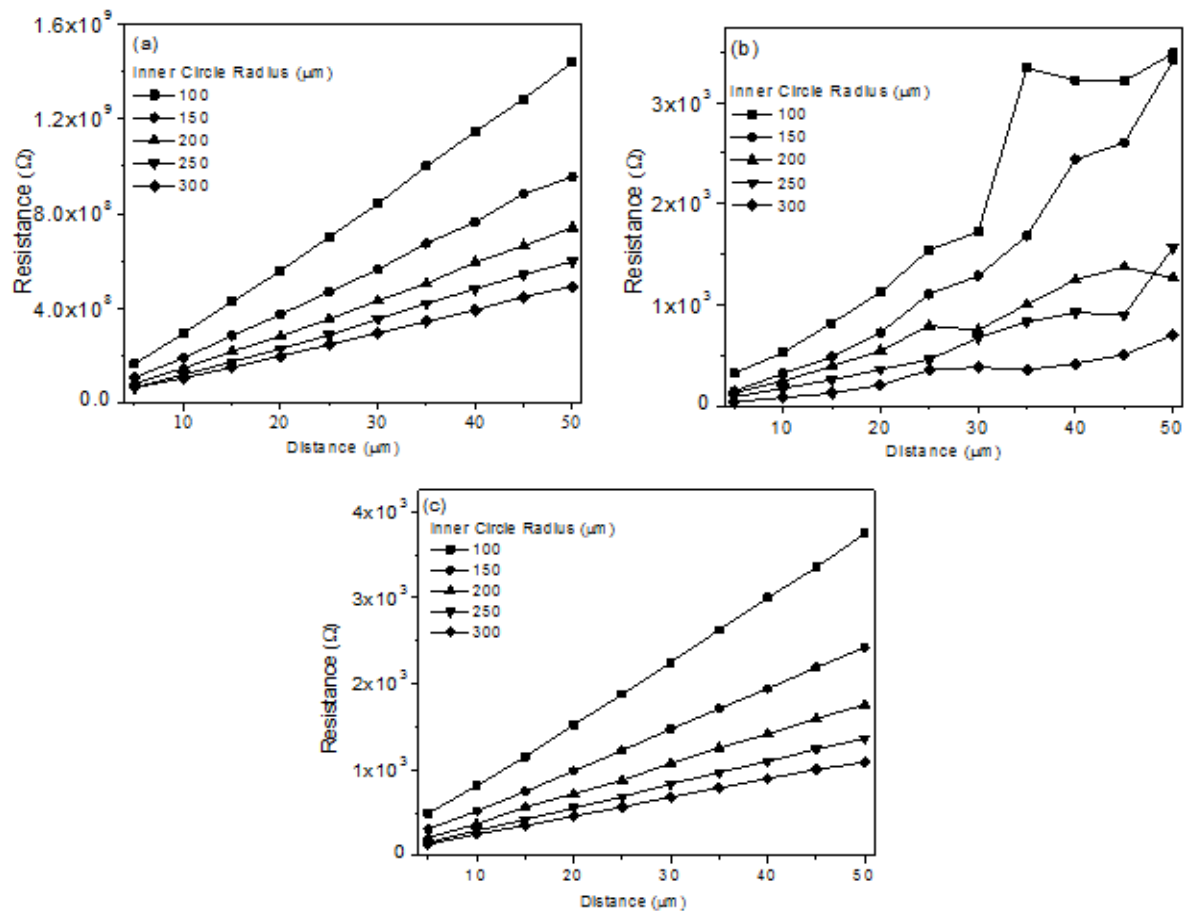 (a)
Inner Circle Radius (μm)
100
150
200
250
300
1.6x10⁹
1.2x10⁹
8.0x10⁸
4.0x10⁸
0.0
Resistance (Ω)
10 20 30 40 50
Distance (μm)
(b)
Inner Circle Radius (μm)
100
150
200
250
300
3x10³
2x10³
1x10³
0
Resistance (Ω)
10 20 30 40 50
Distance (μm)
(c)
Inner Circle Radius (μm)
100
150
200
250
300
4x10³
3x10³
2x10³
1x10³
0
Resistance (Ω)
10 20 30 40 50
Distance (μm)